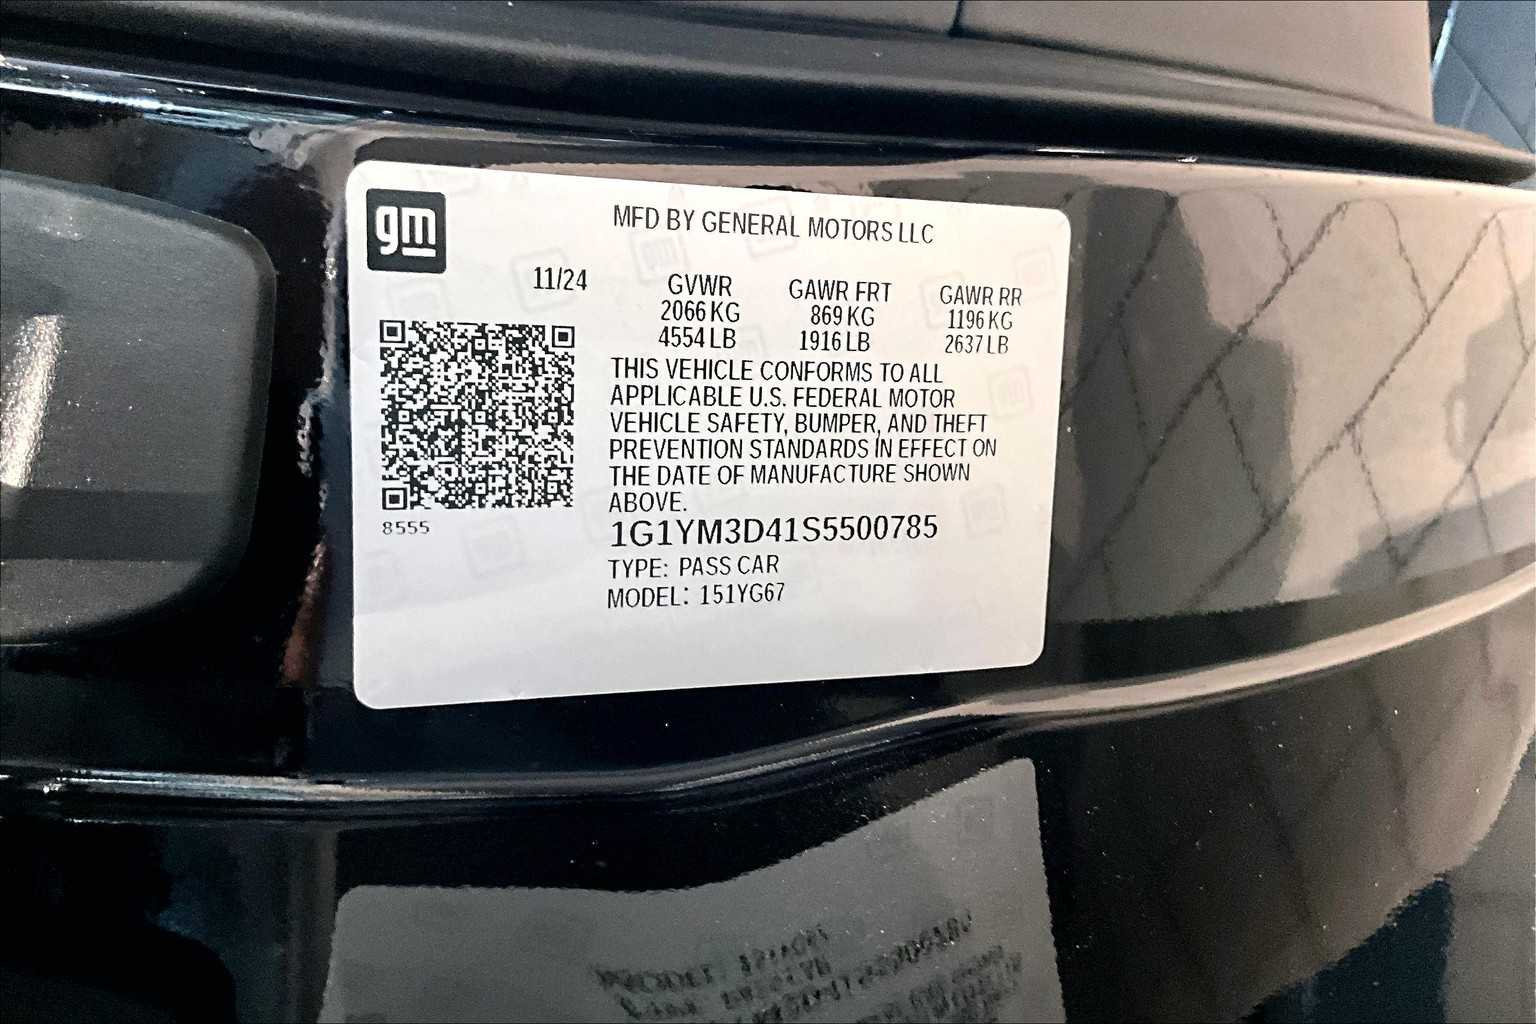 gm
MFD BY GENERAL MOTORS LLC
11/24
GVWR GAWR FRT GAWR RR
2066 KG 869 KG 1196 KG
4554 LB 1916 LB 2637 LB
THIS VEHICLE CONFORMS TO ALL
APPLICABLE U.S. FEDERAL MOTOR
VEHICLE SAFETY, BUMPER, AND THEFT
PREVENTION STANDARDS IN EFFECT ON
THE DATE OF MANUFACTURE SHOWN
ABOVE.
8555
1G1YM3D41S5500785
TYPE: PASS CAR
MODEL: 151YG67